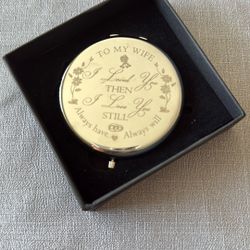 TO MY WIFE
I Loved You
THEN
I Love You
STILL
Always have, Always will